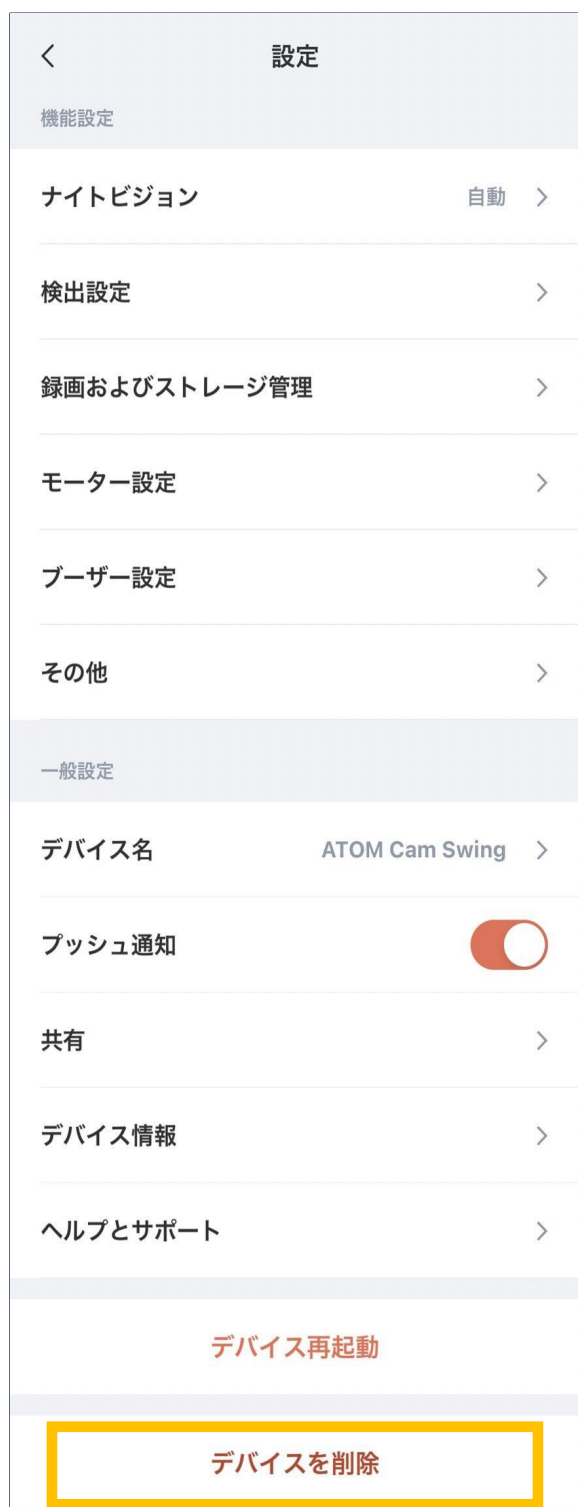 設定
機能設定
ナイトビジョン 自動
検出設定
録画およびストレージ管理
モーター設定
ブーザー設定
その他
一般設定
デバイス名 ATOM Cam Swing
プッシュ通知
共有
デバイス情報
ヘルプとサポート
デバイス再起動
デバイスを削除